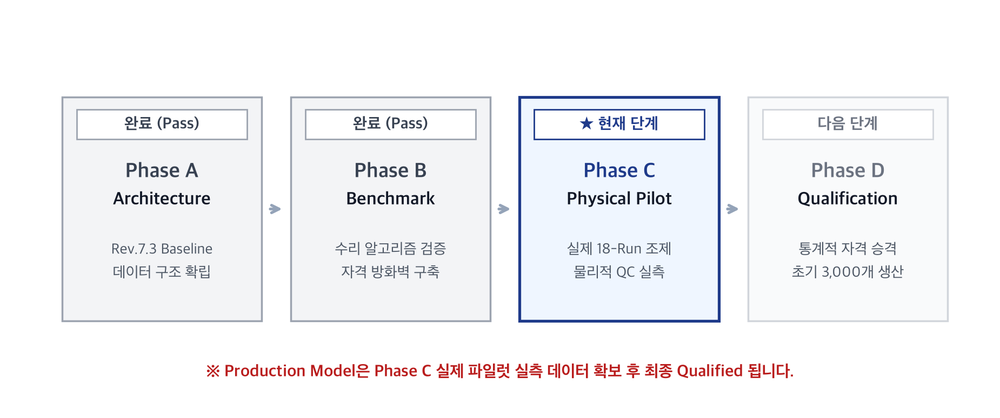 완료 (Pass)
Phase A
Architecture
Rev.7.3 Baseline
데이터 구조 확립
완료 (Pass)
Phase B
Benchmark
수리 알고리즘 검증
자격 방화벽 구축
★ 현재 단계
Phase C
Physical Pilot
실제 18-Run 조제
물리적 QC 실측
다음 단계
Phase D
Qualification
통계적 자격 승격
초기 3,000개 생산
※ Production Model은 Phase C 실제 파일럿 실측 데이터 확보 후 최종 Qualified 됩니다.